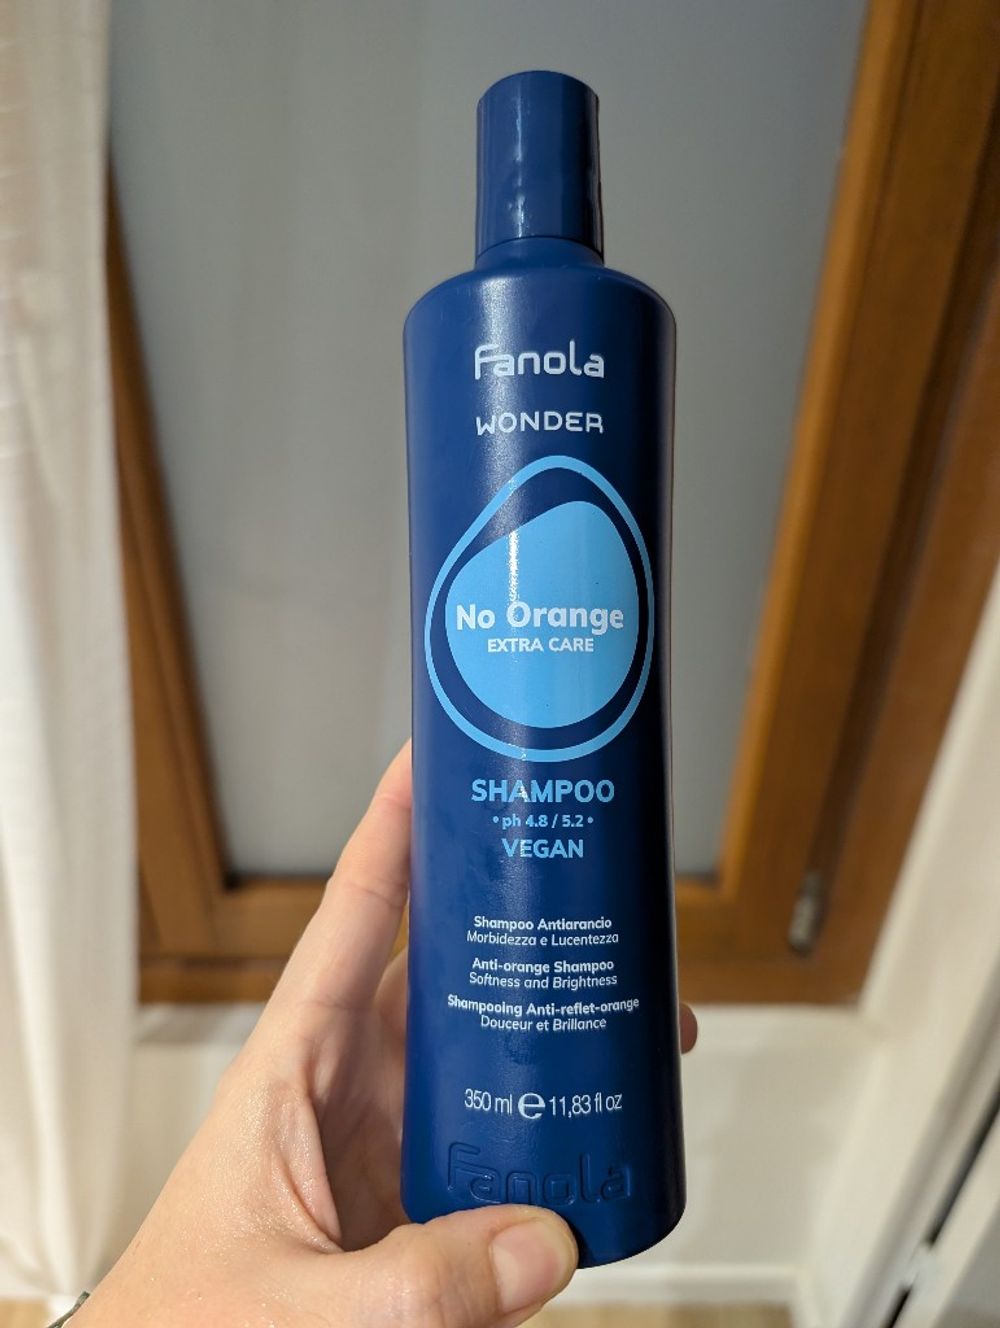 Fanola
WONDER
No Orange
EXTRA CARE
SHAMPOO
• ph 4.8 / 5.2 •
VEGAN
Shampoo Antiarancio
Morbidezza e Lucentezza
Anti-orange Shampoo
Softness and Brightness
Shampooing Anti-reflet-orange
Douceur et Brillance
350 ml ℮ 11,83 fl oz
Fanola